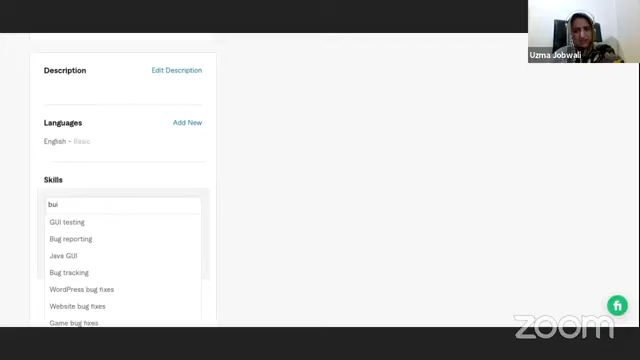 Uzma Jobwali
Description Edit Description
Languages Add New
English - Basic
Skills
bui
GUI testing
Bug reporting
Java GUI
Bug tracking
WordPress bug fixes
Website bug fixes
Game bug fixes
fi
zoom